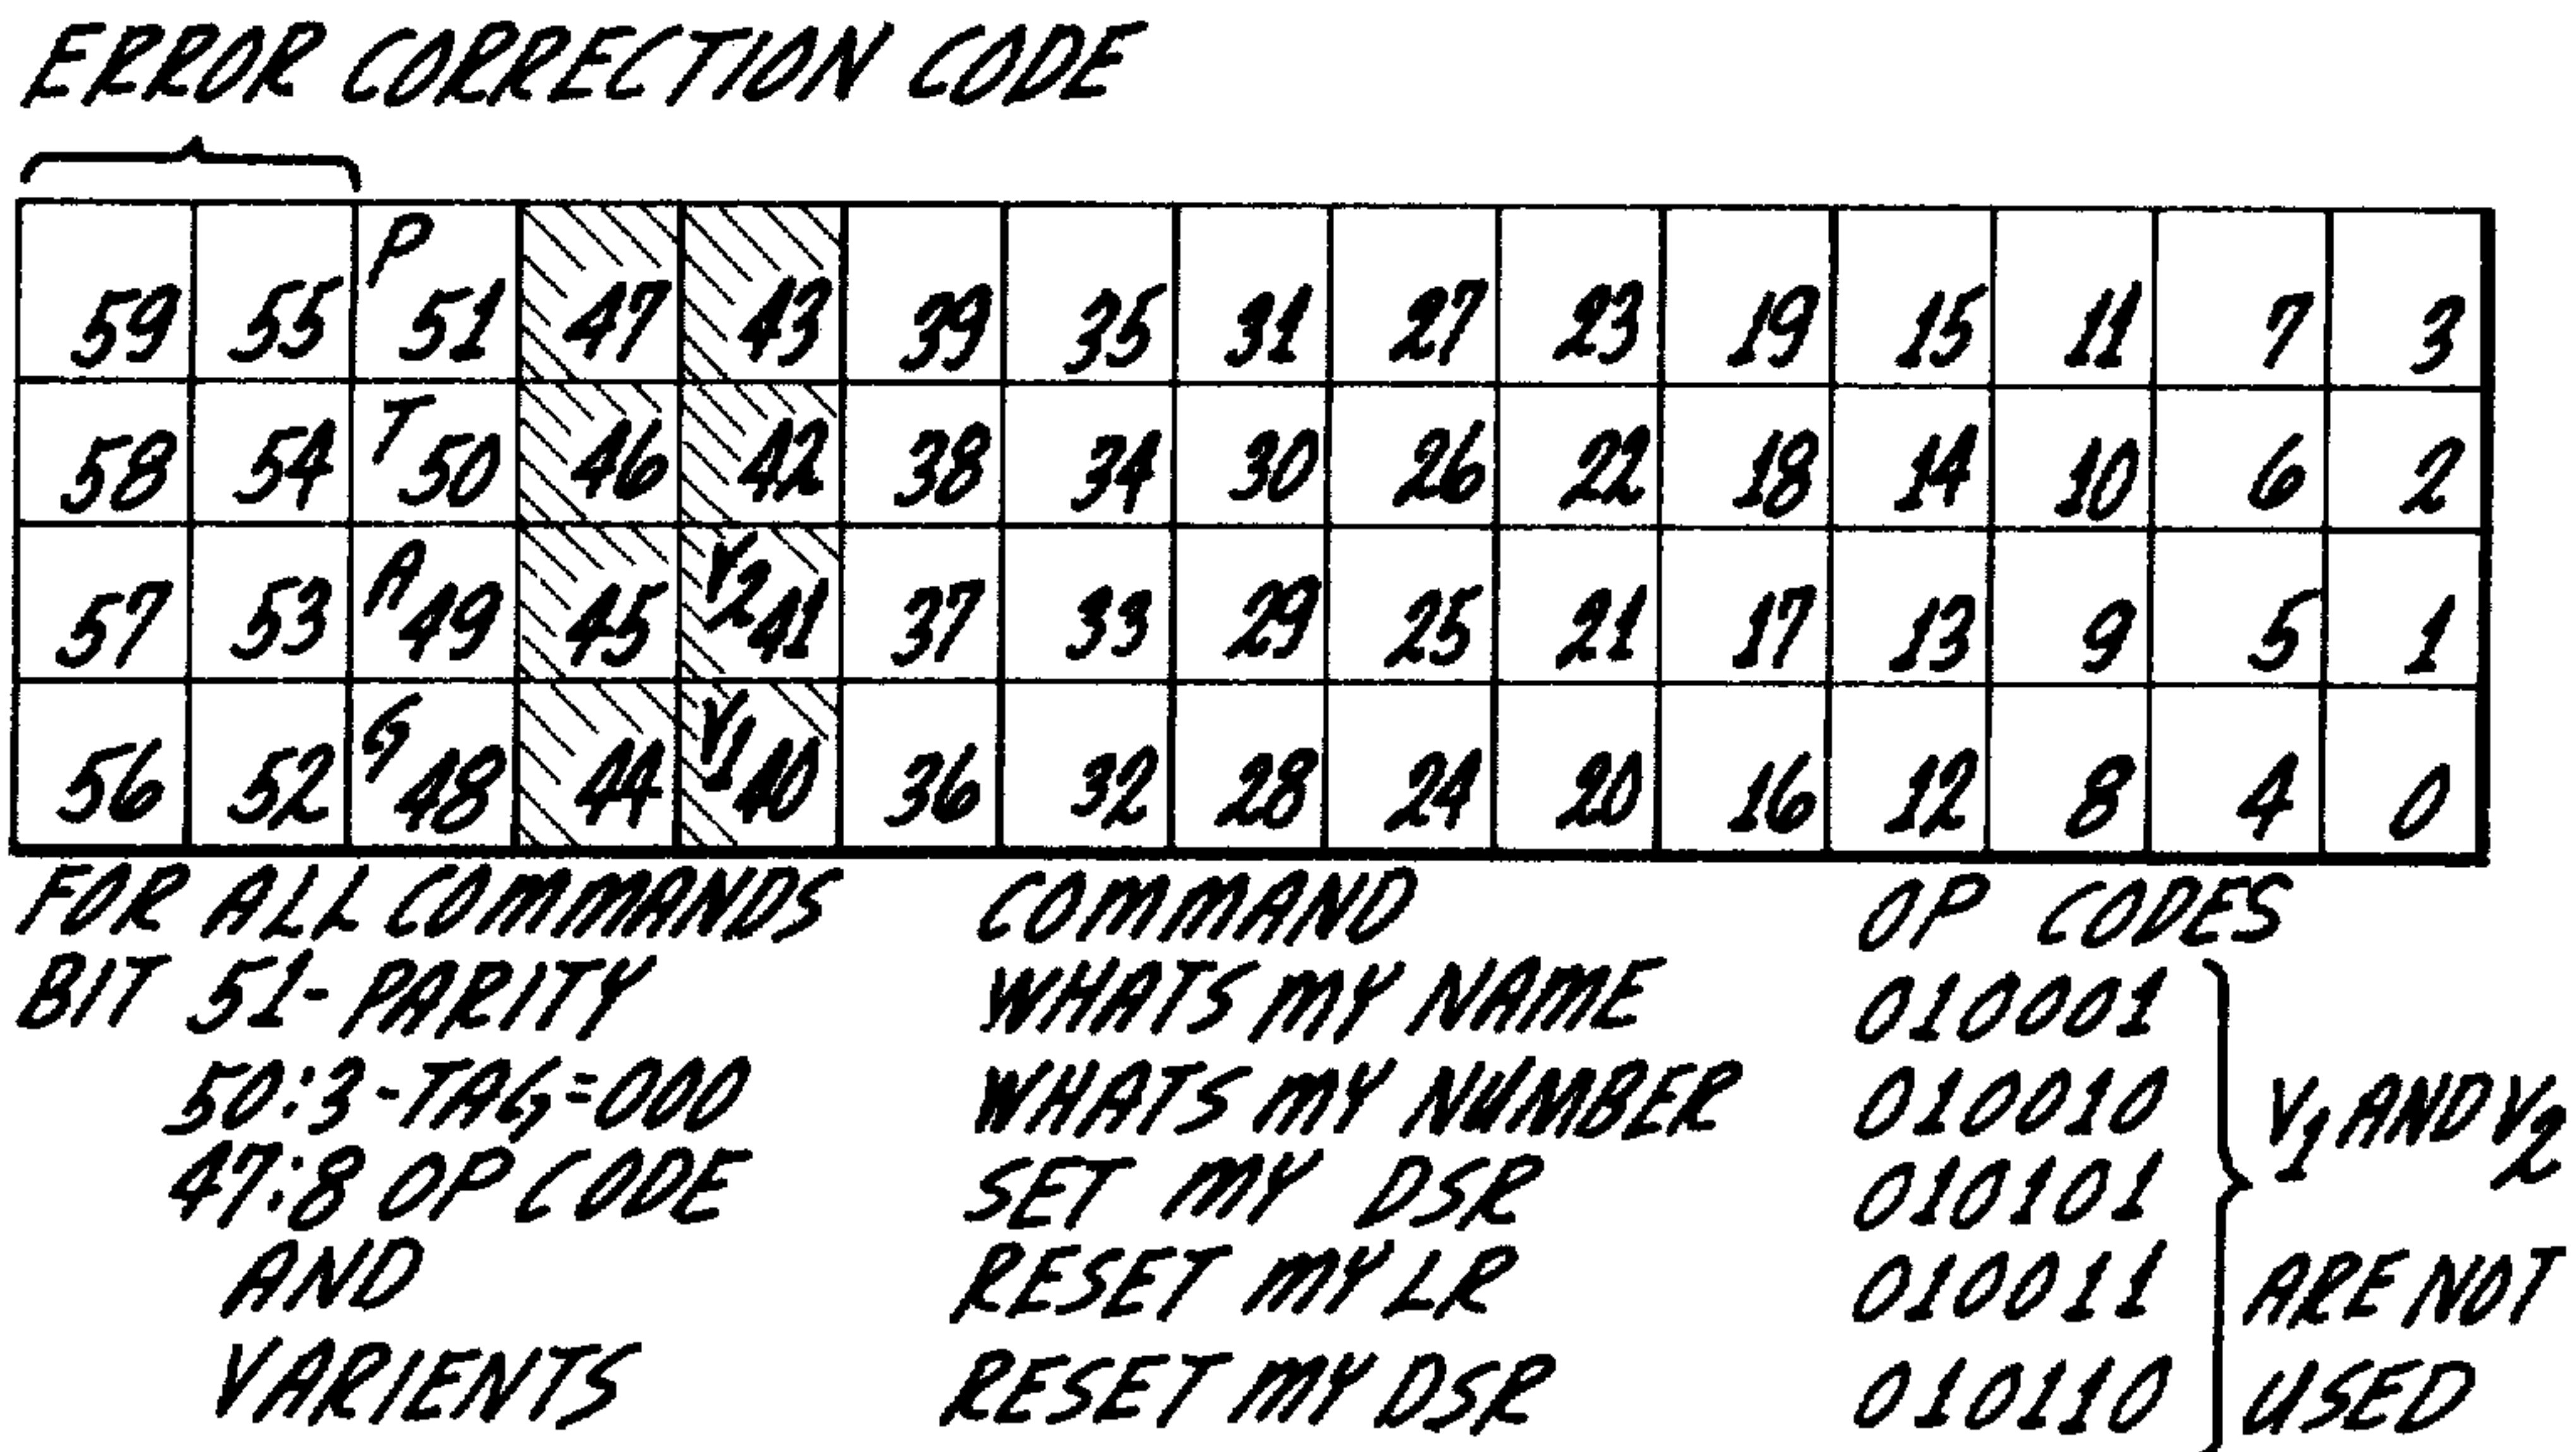 ERROR CORRECTION CODE
59 55 P 51 47 43 39 35 31 27 23 19 15 11 7 3
58 54 T 50 46 42 38 34 30 26 22 18 14 10 6 2
57 53 A 49 45 V2 41 37 33 29 25 21 17 13 9 5 1
56 52 G 48 44 V1 40 36 32 28 24 20 16 12 8 4 0
FOR ALL COMMANDS COMMAND OP CODES
BIT 51- PARITY WHATS MY NAME 010001
50:3-TAG=000 WHATS MY NUMBER 010010 V1 AND V2
47:8 OP CODE SET MY DSR 010101
AND RESET MY LR 010011 ARE NOT
VARIENTS RESET MY DSR 010110 USED